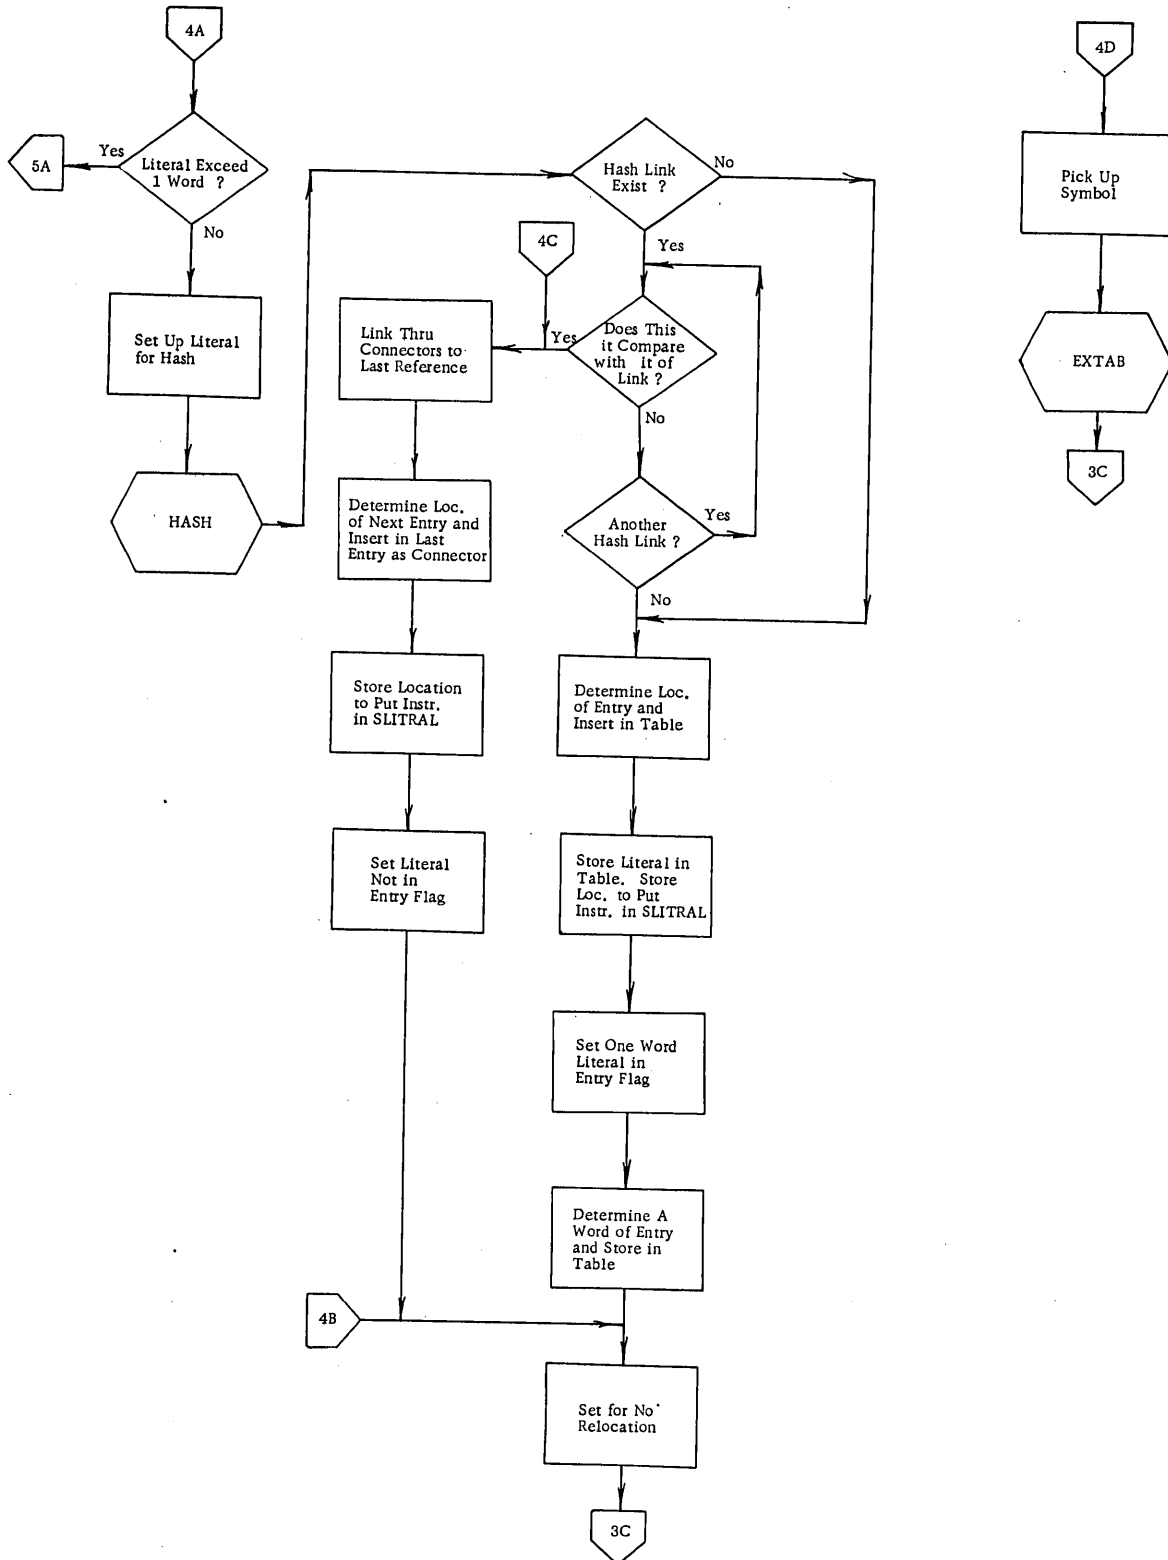 4A
Literal Exceed
1 Word ?
Yes
5A
No
Set Up Literal
for Hash
HASH
Hash Link
Exist ?
No
Yes
4C
Does This
it Compare
with it of
Link ?
Yes
No
Link Thru
Connectors to
Last Reference
Another
Hash Link ?
Yes
No
Determine Loc.
of Next Entry and
Insert in Last
Entry as Connector
Store Location
to Put Instr.
in SLITRAL
Set Literal
Not in
Entry Flag
Determine Loc.
of Entry and
Insert in Table
Store Literal in
Table. Store
Loc. to Put
Instr. in SLITRAL
Set One Word
Literal in
Entry Flag
Determine A
Word of Entry
and Store in
Table
4B
Set for No
Relocation
3C
4D
Pick Up
Symbol
EXTAB
3C